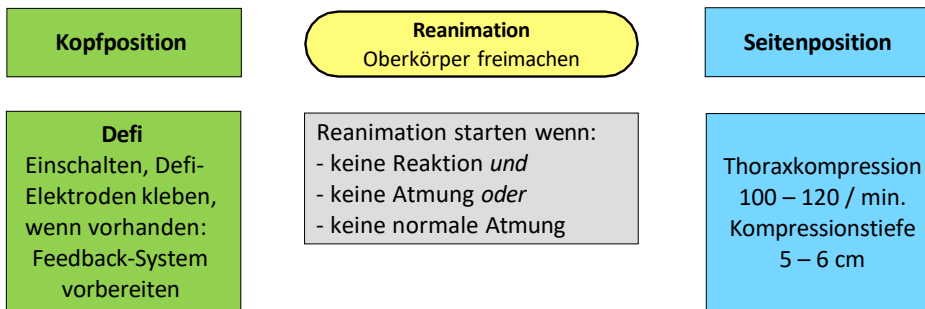 Kopfposition
Reanimation
Oberkörper freimachen
Seitenposition
Defi
Einschalten, Defi-
Elektroden kleben,
wenn vorhanden:
Feedback-System
vorbereiten
Reanimation starten wenn:
- keine Reaktion und
- keine Atmung oder
- keine normale Atmung
Thoraxkompression
100 – 120 / min.
Kompressionstiefe
5 – 6 cm